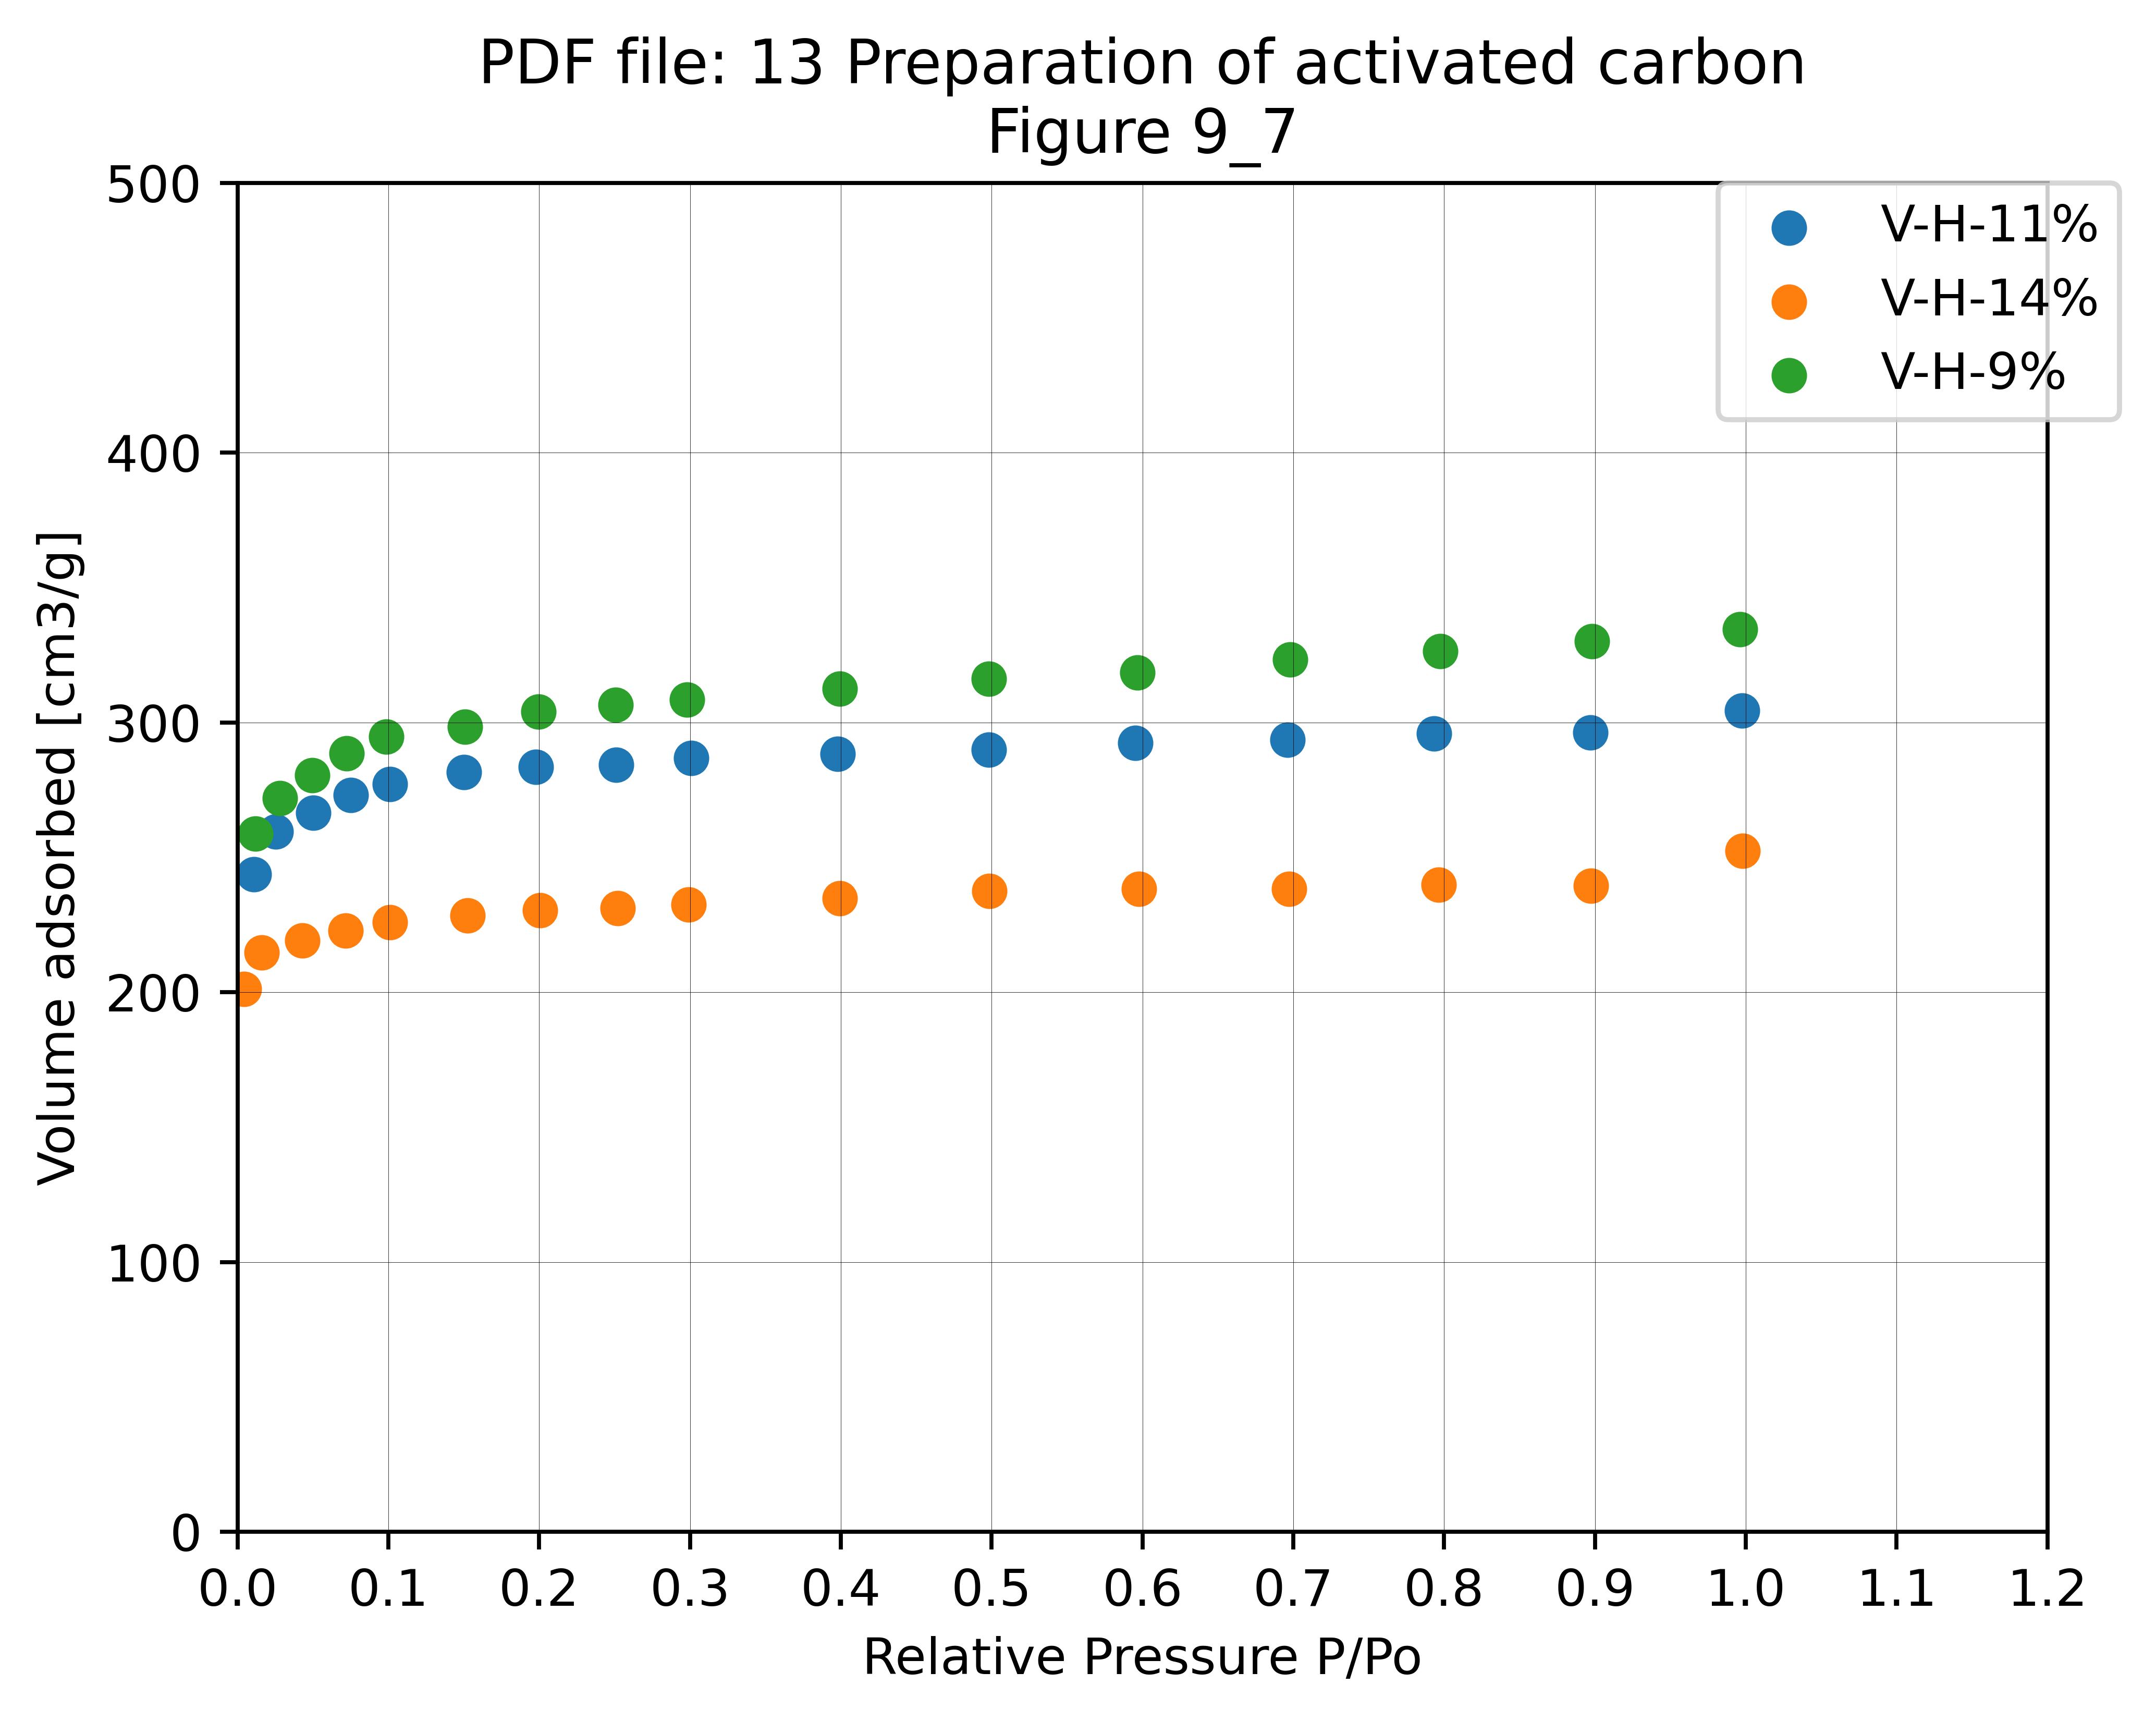 PDF file: 13 Preparation of activated carbon
Figure 9_7
V-H-11%
V-H-14%
V-H-9%
Volume adsorbed [cm3/g]
500
400
300
200
100
0
0.0 0.1 0.2 0.3 0.4 0.5 0.6 0.7 0.8 0.9 1.0 1.1 1.2
Relative Pressure P/Po